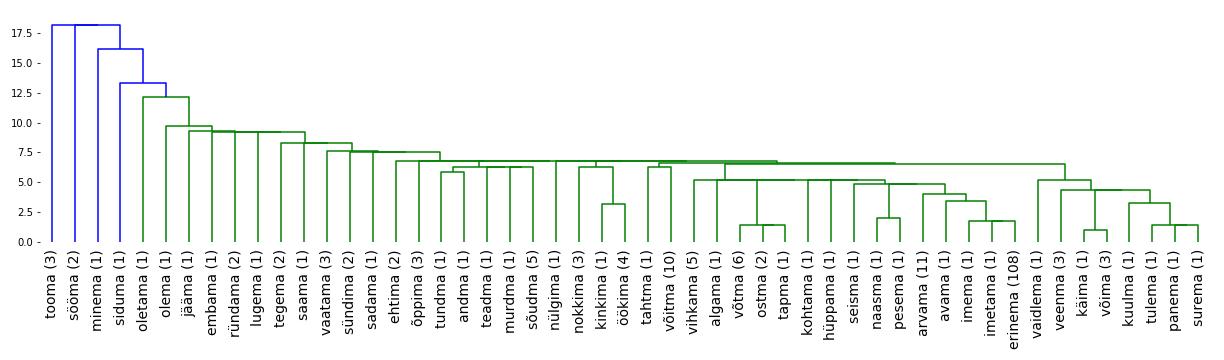 17.5
15.0
12.5
10.0
7.5
5.0
2.5
0.0
tooma (3)
sööma (2)
minema (1)
siduma (1)
oletama (1)
olema (1)
jääma (1)
embama (1)
ründama (2)
lugema (1)
tegema (2)
saama (1)
vaatama (3)
sündima (2)
sadama (1)
ehtima (2)
õppima (3)
tundma (1)
andma (1)
teadma (1)
murdma (1)
sõudma (5)
nülgima (1)
nokkima (3)
kinkima (1)
öökima (4)
tahtma (1)
võitma (10)
vihkama (5)
algama (1)
võtma (6)
ostma (2)
tapma (1)
kohtama (1)
hüppama (1)
seisma (1)
naasma (1)
pesema (1)
arvama (11)
avama (1)
imema (1)
imetama (1)
erinema (108)
vaidlema (1)
veenma (3)
käima (1)
võima (3)
kuulma (1)
tulema (1)
panema (1)
surema (1)